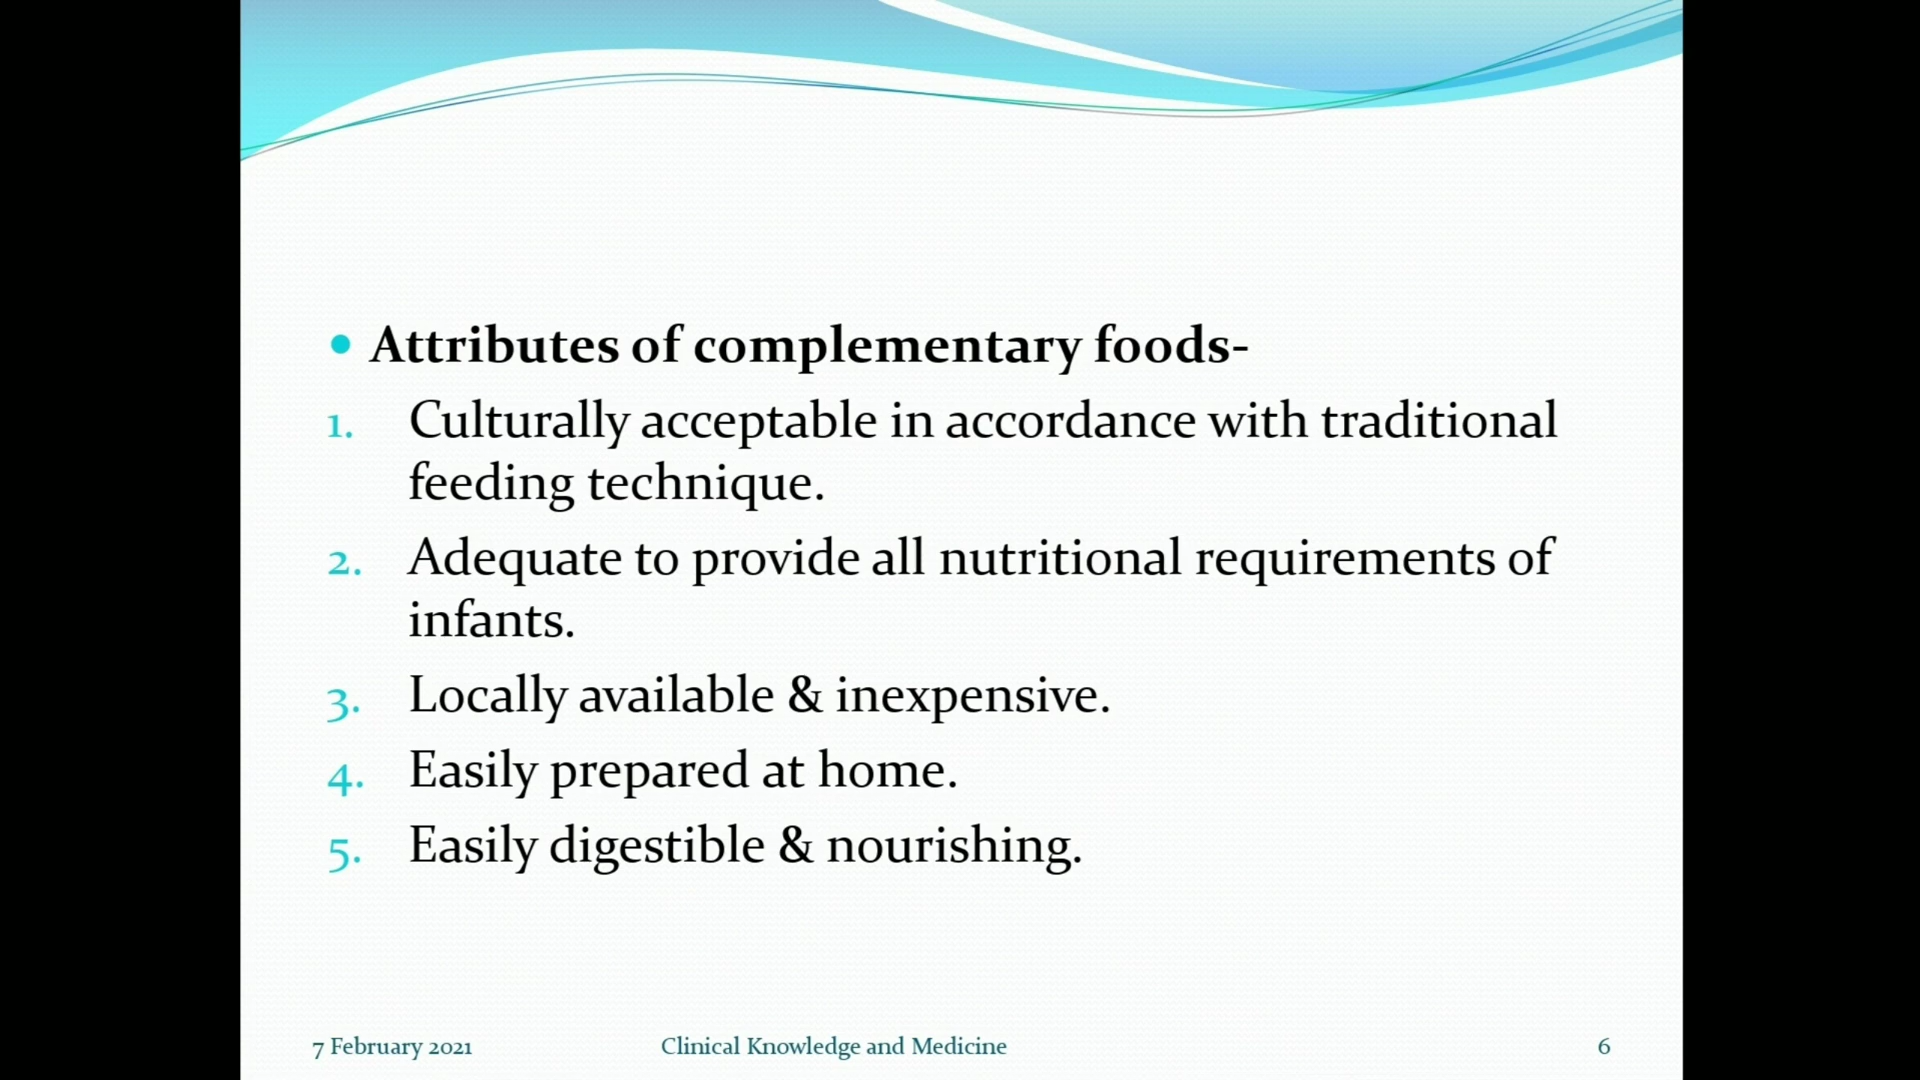 • Attributes of complementary foods-
1. Culturally acceptable in accordance with traditional
feeding technique.
2. Adequate to provide all nutritional requirements of
infants.
3. Locally available & inexpensive.
4. Easily prepared at home.
5. Easily digestible & nourishing.
7 February 2021 Clinical Knowledge and Medicine 6